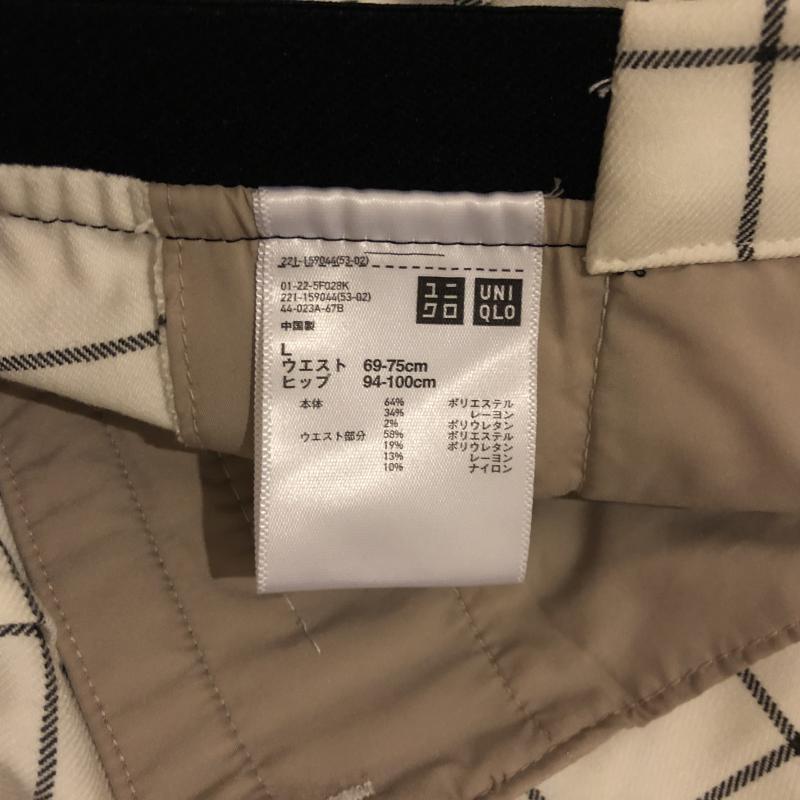 221-159044(53-02)
01-22-5F028K
221-159044(53-02)
44-023A-67B
中国製
ユニ
クロ
UNI
QLO
L
ウエスト 69-75cm
ヒップ 94-100cm
本体 64% ポリエステル
34% レーヨン
2% ポリウレタン
ウエスト部分 58% ポリエステル
19% ポリウレタン
13% レーヨン
10% ナイロン